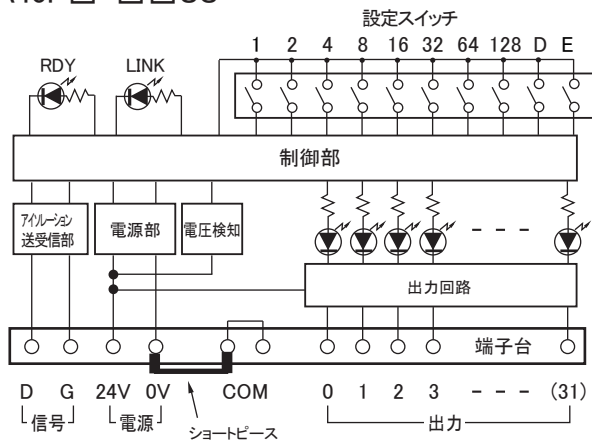 設定スイッチ
1 2 4 8 16 32 64 128 D E
RDY LINK
制御部
アイソレーション
送受信部
電源部
電圧検知
出力回路
端子台
D G 24V 0V COM 0 1 2 3 - - - (31)
信号 電源 出力
ショートピース